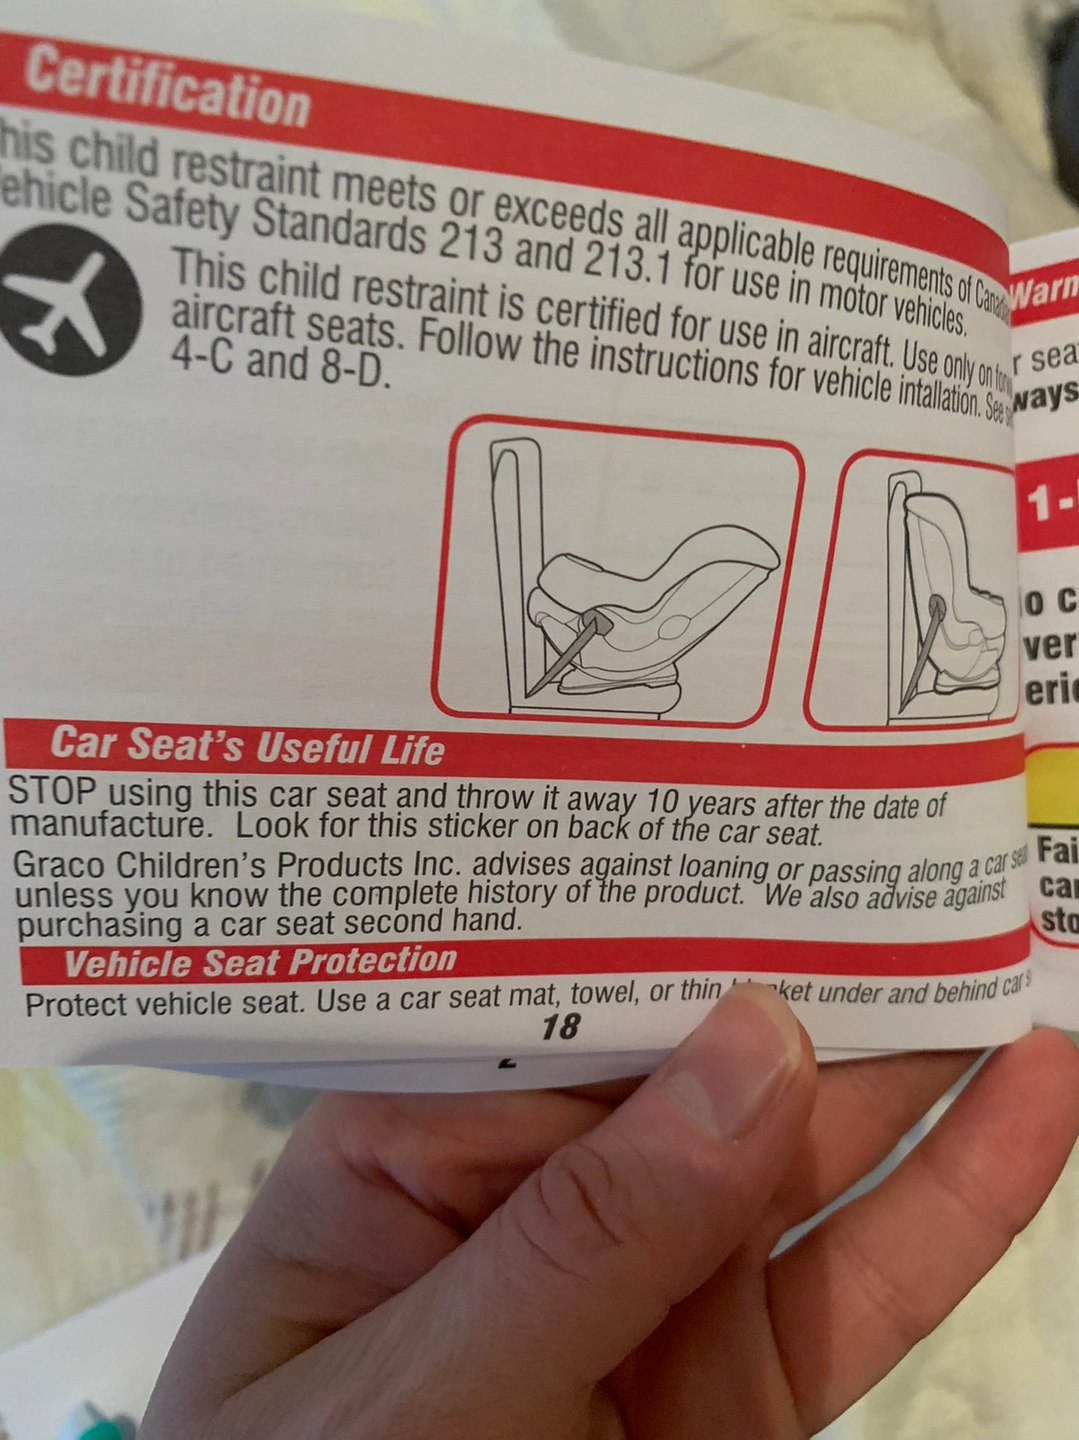 Certification
his child restraint meets or exceeds all applicable requirements of Canad
ehicle Safety Standards 213 and 213.1 for use in motor vehicles.
This child restraint is certified for use in aircraft. Use only on
aircraft seats. Follow the instructions for vehicle intallation. See
4-C and 8-D.
Car Seat's Useful Life
STOP using this car seat and throw it away 10 years after the date of
manufacture. Look for this sticker on back of the car seat.
Graco Children's Products Inc. advises against loaning or passing along a car
unless you know the complete history of the product. We also advise against
purchasing a car seat second hand.
Vehicle Seat Protection
Protect vehicle seat. Use a car seat mat, towel, or thin under and behind car
18
Warn
r sea
ways
1-
o c
ver
eri
Fai
car
sto